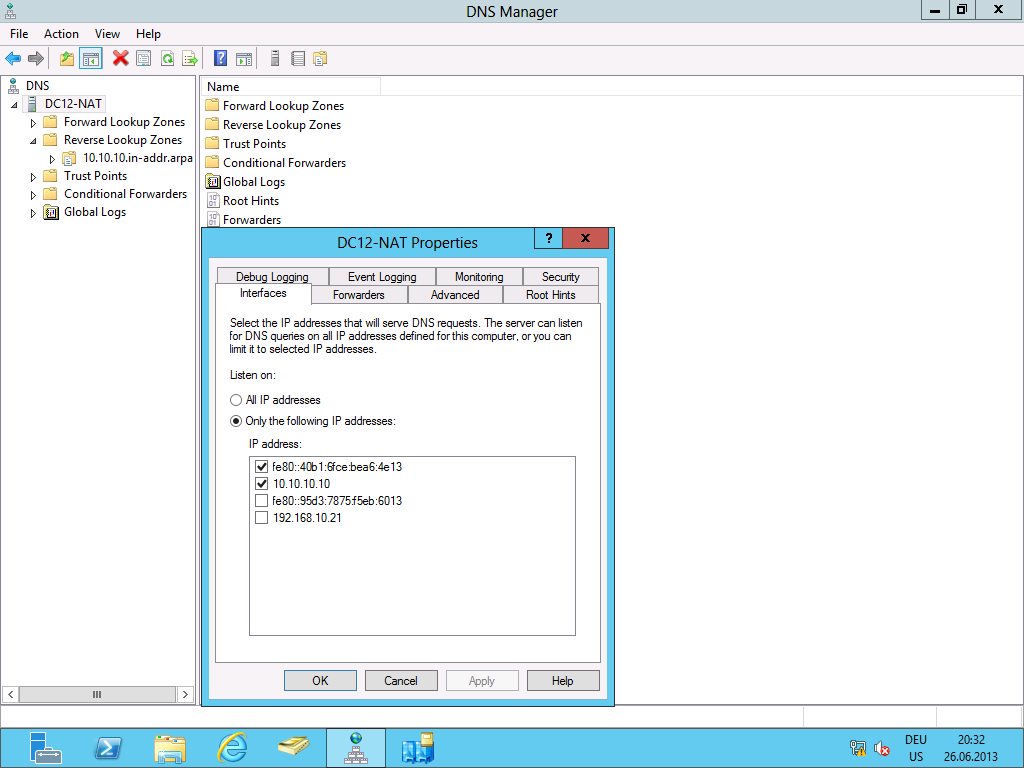 DNS Manager
File Action View Help
DNS
DC12-NAT
Forward Lookup Zones
Reverse Lookup Zones
10.10.10.in-addr.arpa
Trust Points
Conditional Forwarders
Global Logs
Name
Forward Lookup Zones
Reverse Lookup Zones
Trust Points
Conditional Forwarders
Global Logs
Root Hints
Forwarders
DC12-NAT Properties
Debug Logging Event Logging Monitoring Security
Interfaces Forwarders Advanced Root Hints
Select the IP addresses that will serve DNS requests. The server can listen
for DNS queries on all IP addresses defined for this computer, or you can
limit it to selected IP addresses.
Listen on:
All IP addresses
Only the following IP addresses:
IP address:
fe80::40b1:6fce:bea6:4e13
10.10.10.10
fe80::95d3:7875:f5eb:6013
192.168.10.21
OK Cancel Apply Help
DEU 20:32
US 26.06.2013